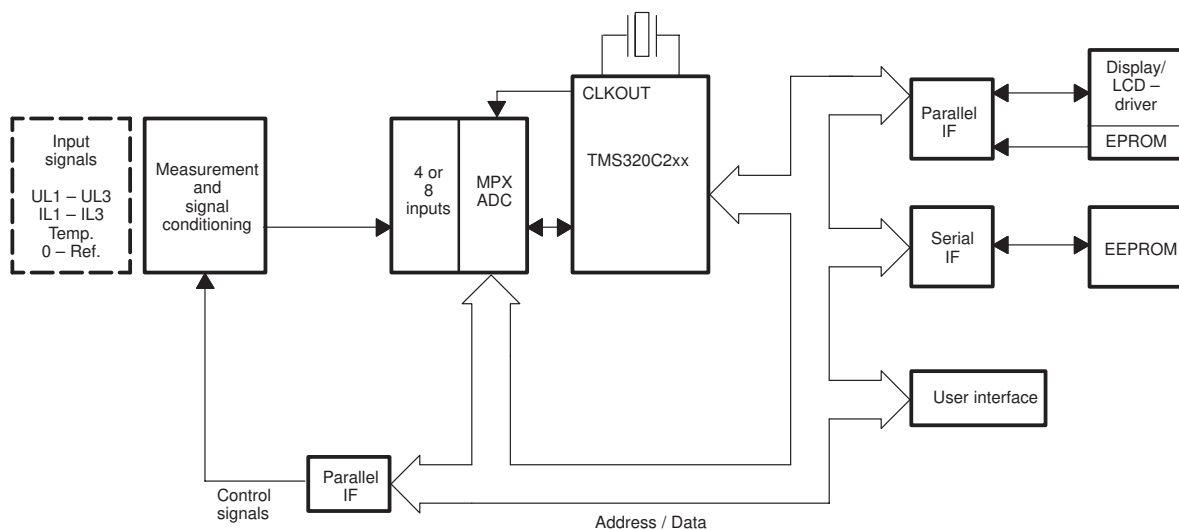 Input
signals
UL1 – UL3
IL1 – IL3
Temp.
0 – Ref.
Measurement
and
signal
conditioning
4 or
8
inputs
MPX
ADC
CLKOUT
TMS320C2xx
Parallel
IF
Display/
LCD –
driver
EPROM
Serial
IF
EEPROM
User interface
Parallel
IF
Control
signals
Address / Data